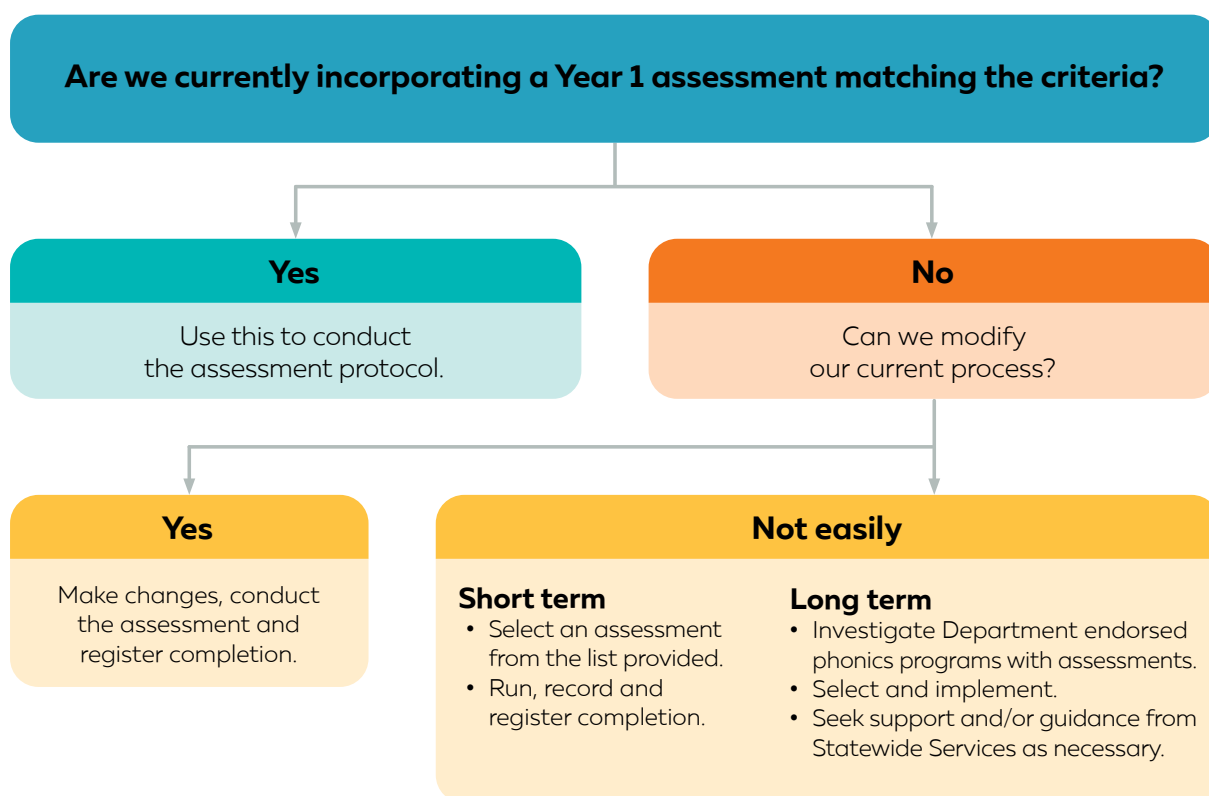 Are we currently incorporating a Year 1 assessment matching the criteria?
Yes
Use this to conduct
the assessment protocol.
No
Can we modify
our current process?
Yes
Make changes, conduct
the assessment and
register completion.
Not easily
Short term
• Select an assessment
from the list provided.
• Run, record and
register completion.
Long term
• Investigate Department endorsed
phonics programs with assessments.
• Select and implement.
• Seek support and/or guidance from
Statewide Services as necessary.